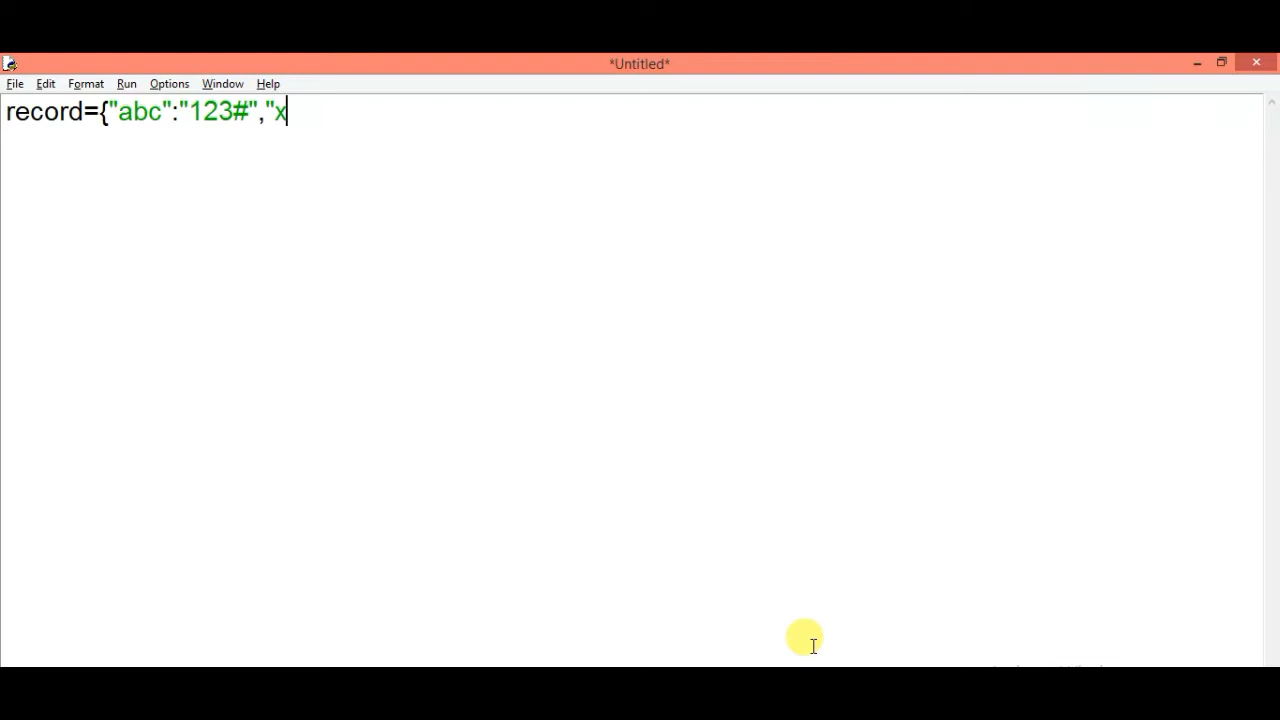 *Untitled*
File Edit Format Run Options Window Help
record={"abc":"123#","x